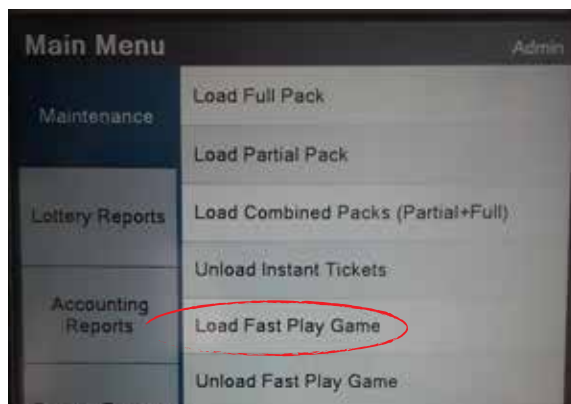 Main Menu
Admin
Maintenance
Lottery Reports
Accounting
Reports
Load Full Pack
Load Partial Pack
Load Combined Packs (Partial+Full)
Unload Instant Tickets
Load Fast Play Game
Unload Fast Play Game